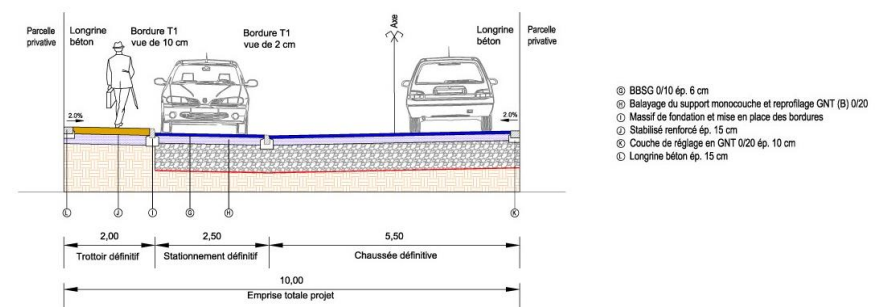 Parcelle
privative
Longrine
béton
Bordure T1
vue de 10 cm
Bordure T1
vue de 2 cm
Axe
Longrine
béton
Parcelle
privative
2.0%
2.0%
Ⓖ BBSG 0/10 ép. 6 cm
Ⓗ Balayage du support monocouche et reprofilage GNT (B) 0/20
Ⓘ Massif de fondation et mise en place des bordures
Ⓙ Stabilisé renforcé ép. 15 cm
Ⓚ Couche de réglage en GNT 0/20 ép. 10 cm
Ⓛ Longrine béton ép. 15 cm
Ⓛ Ⓙ Ⓘ Ⓖ Ⓗ Ⓚ
2,00 2,50 5,50
Trottoir définitif Stationnement définitif Chaussée définitive
10,00
Emprise totale projet